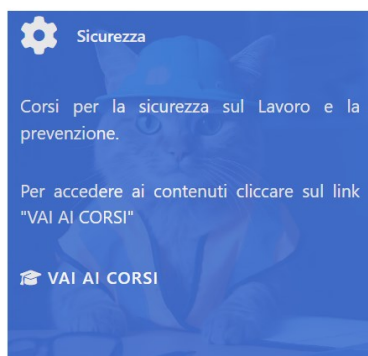 Sicurezza
Corsi per la sicurezza sul Lavoro e la
prevenzione.
Per accedere ai contenuti cliccare sul link
"VAI AI CORSI"
VAI AI CORSI